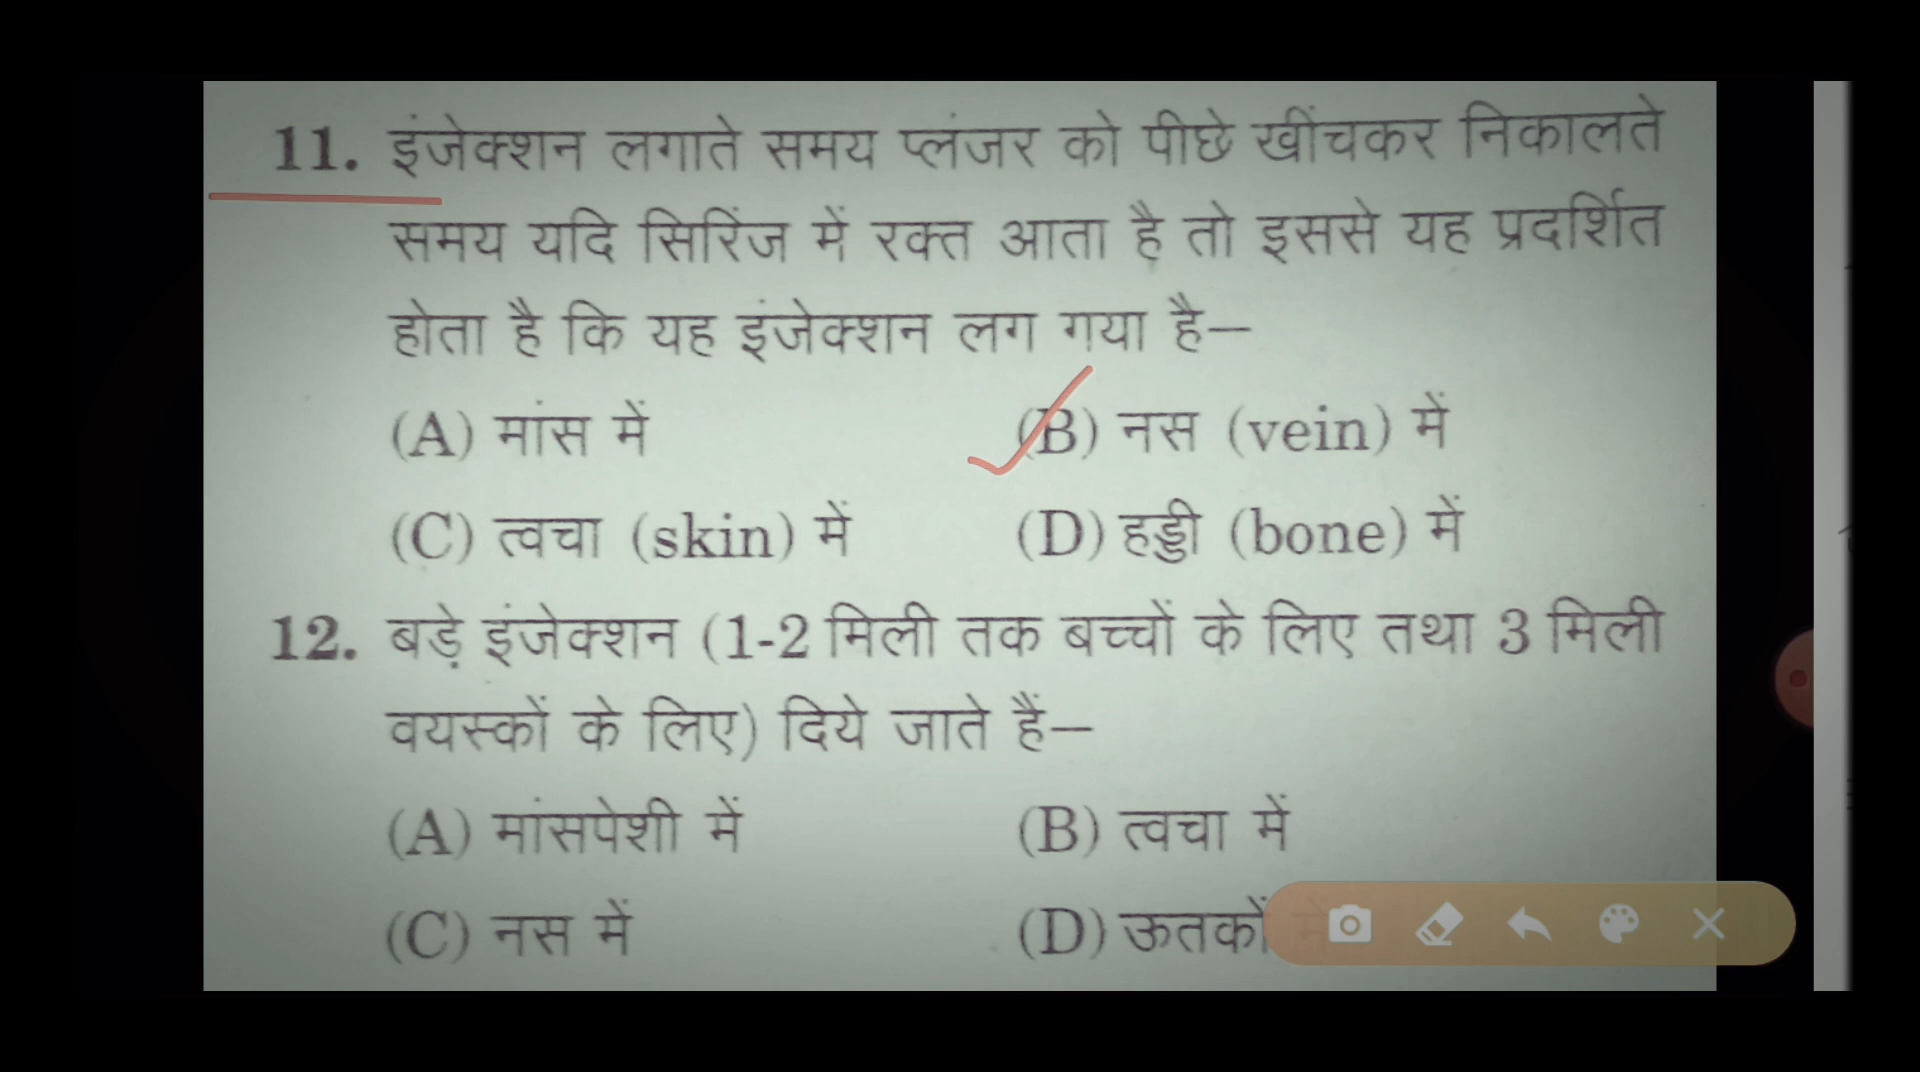 11. इंजेक्शन लगाते समय प्लंजर को पीछे खींचकर निकालते
समय यदि सिरिंज में रक्त आता है तो इससे यह प्रदर्शित
होता है कि यह इंजेक्शन लग गया है—
(A) मांस में (B) नस (vein) में
(C) त्वचा (skin) में (D) हड्डी (bone) में
12. बड़े इंजेक्शन (1-2 मिली तक बच्चों के लिए तथा 3 मिली
वयस्कों के लिए) दिये जाते हैं—
(A) मांसपेशी में (B) त्वचा में
(C) नस में (D) ऊतकों में